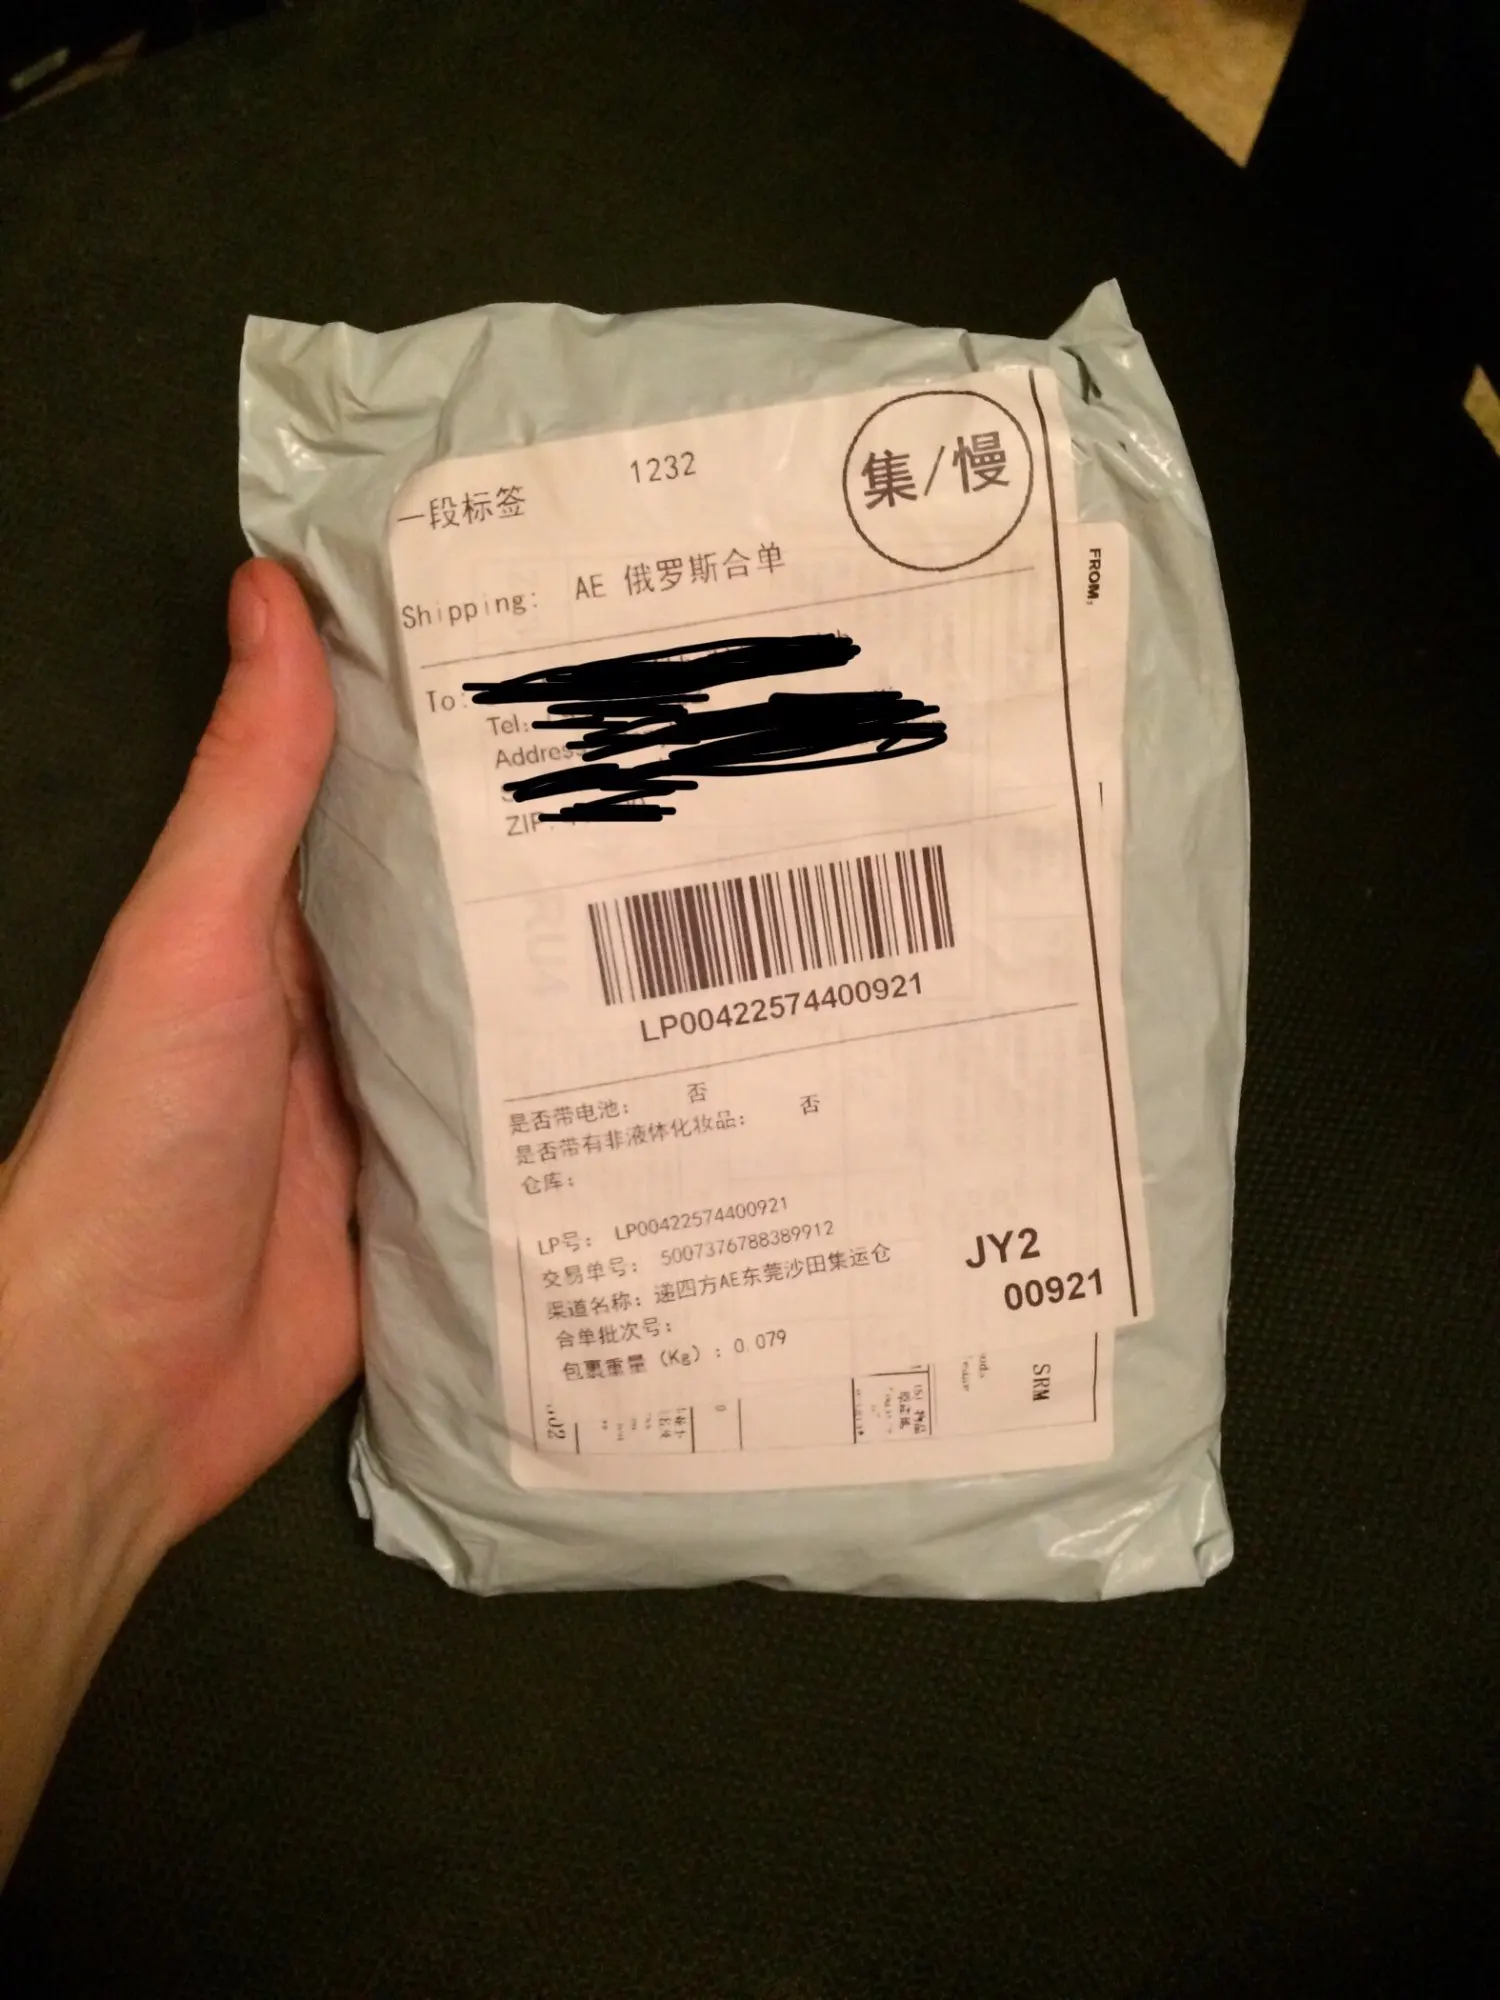 1232
集/慢
一段标签
Shipping: AE 俄罗斯合单
To:
Tel:
Address
ZIP
LP00422574400921
是否带电池: 否
是否带有非液体化妆品: 否
仓库:
LP号: LP00422574400921
交易单号: 5007376788389912
渠道名称: 递四方AE东莞沙田集运仓
合单批次号:
包裹重量 (Kg) : 0.079
JY2
00921
FROM:
SRM